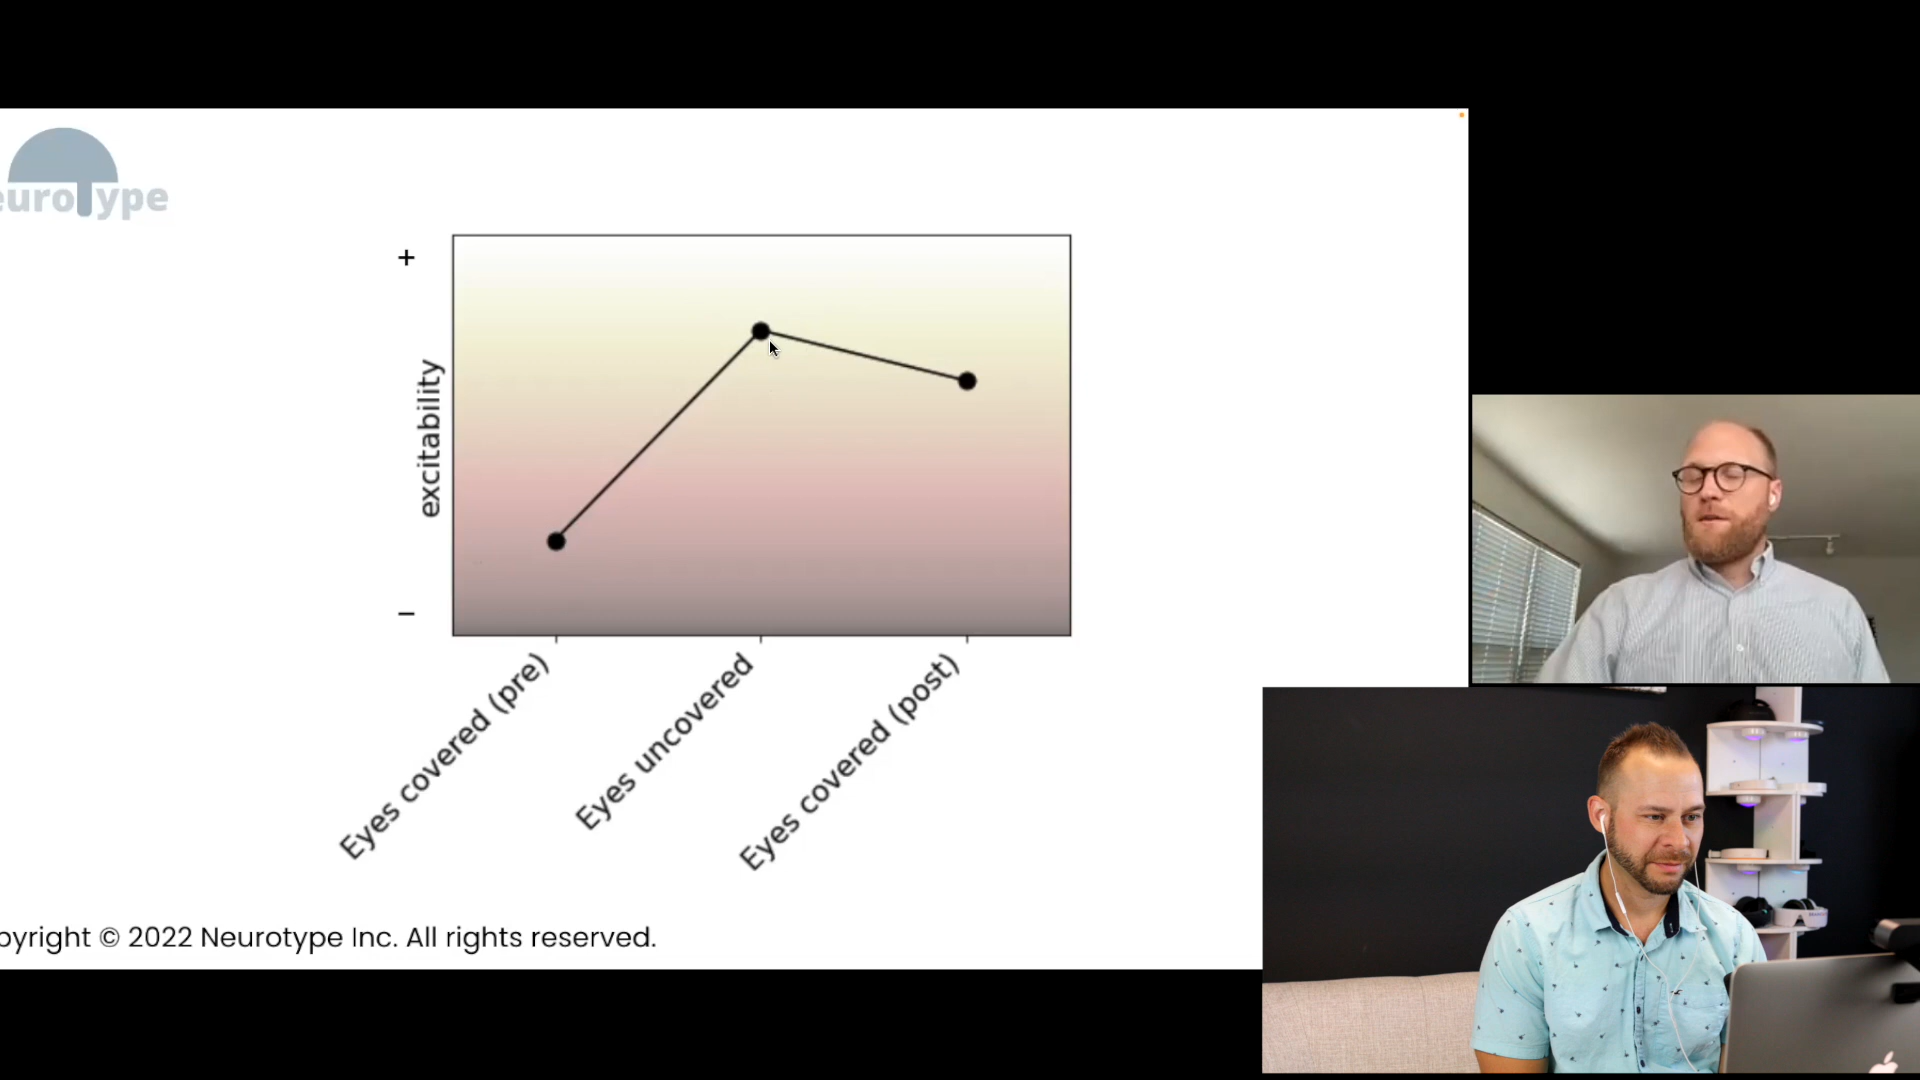 euroType
+
excitability
−
Eyes covered (pre)
Eyes uncovered
Eyes covered (post)
pyright © 2022 Neurotype Inc. All rights reserved.